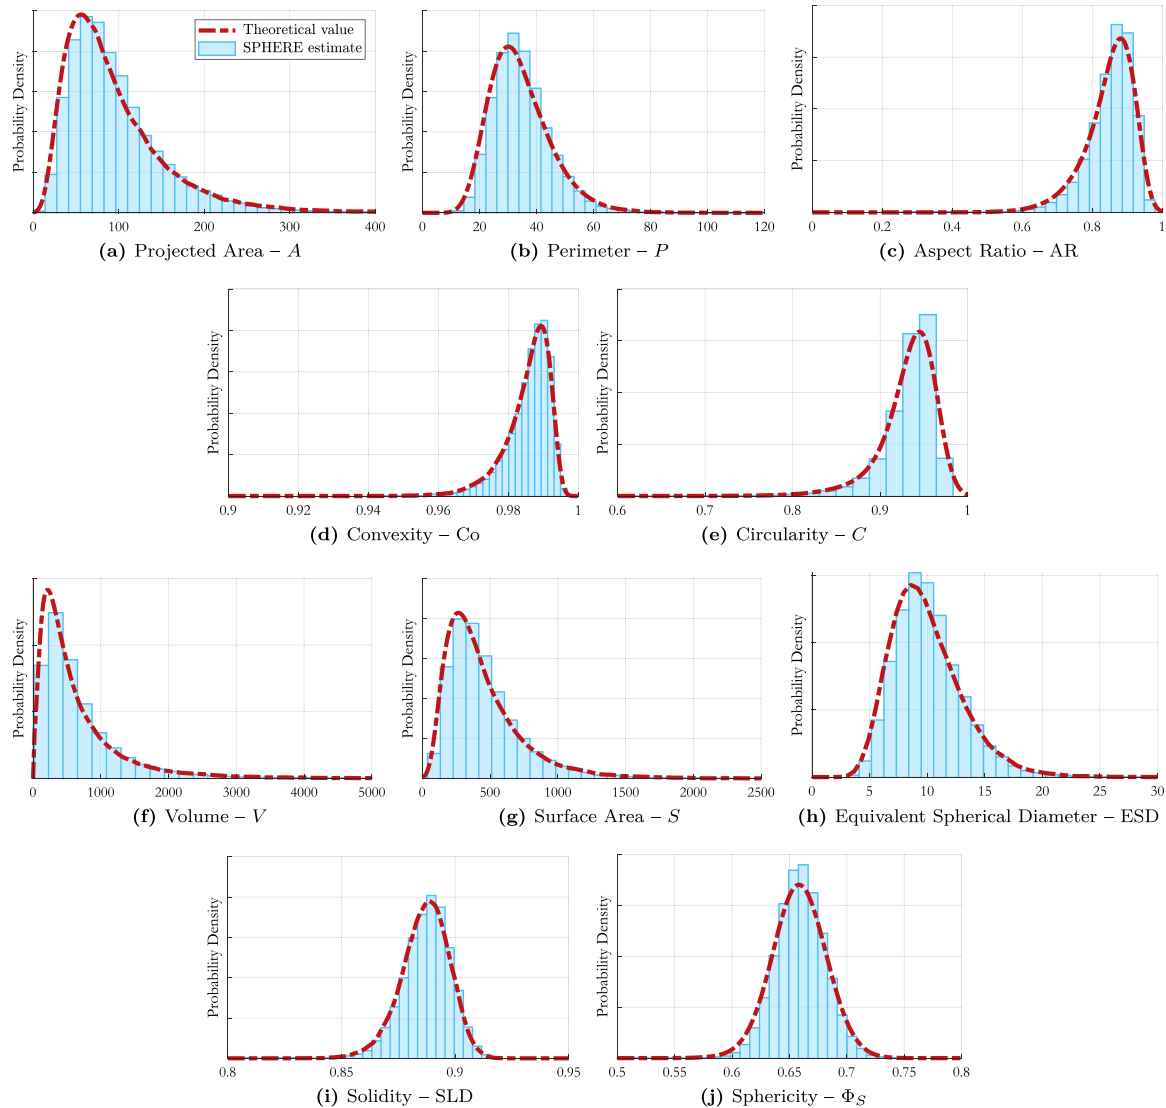 Theoretical value
SPHERE estimate
Probability Density
0 100 200 300 400
(a) Projected Area – A
Probability Density
0 20 40 60 80 100 120
(b) Perimeter – P
Probability Density
0 0.2 0.4 0.6 0.8 1
(c) Aspect Ratio – AR
Probability Density
0.9 0.92 0.94 0.96 0.98 1
(d) Convexity – Co
Probability Density
0.6 0.7 0.8 0.9 1
(e) Circularity – C
Probability Density
0 1000 2000 3000 4000 5000
(f) Volume – V
Probability Density
0 500 1000 1500 2000 2500
(g) Surface Area – S
Probability Density
0 5 10 15 20 25 30
(h) Equivalent Spherical Diameter – ESD
Probability Density
0.8 0.85 0.9 0.95
(i) Solidity – SLD
Probability Density
0.5 0.55 0.6 0.65 0.7 0.75 0.8
(j) Sphericity – Φ_S